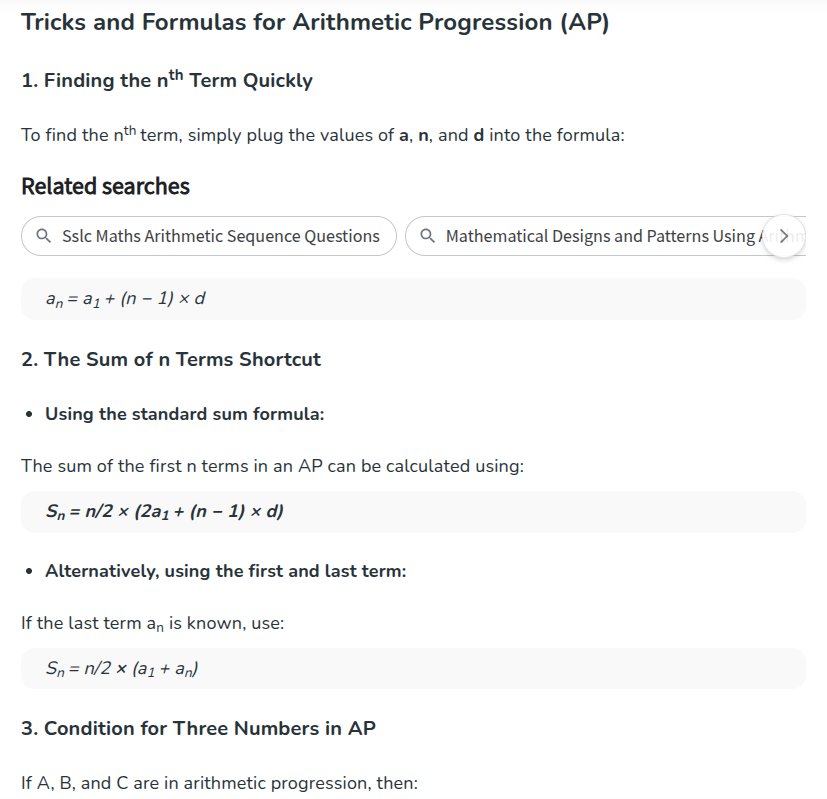 Tricks and Formulas for Arithmetic Progression (AP)
1. Finding the nth Term Quickly
To find the nth term, simply plug the values of a, n, and d into the formula:
Related searches
Sslc Maths Arithmetic Sequence Questions
Mathematical Designs and Patterns Using
an = a1 + (n − 1) × d
2. The Sum of n Terms Shortcut
• Using the standard sum formula:
The sum of the first n terms in an AP can be calculated using:
Sn = n/2 × (2a1 + (n − 1) × d)
• Alternatively, using the first and last term:
If the last term an is known, use:
Sn = n/2 × (a1 + an)
3. Condition for Three Numbers in AP
If A, B, and C are in arithmetic progression, then: